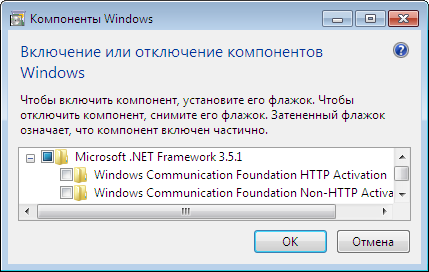 Компоненты Windows
Включение или отключение компонентов
Windows
Чтобы включить компонент, установите его флажок. Чтобы
отключить компонент, снимите его флажок. Затененный флажок
означает, что компонент включен частично.
Microsoft .NET Framework 3.5.1
Windows Communication Foundation HTTP Activation
Windows Communication Foundation Non-HTTP Activa
ОК
Отмена